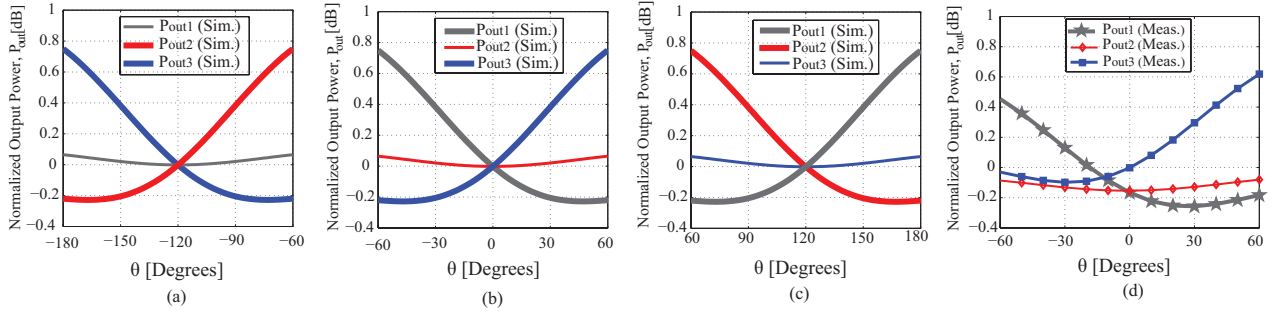 Normalized Output Power, Pout[dB]
1
0.8
0.6
0.4
0.2
0
−0.2
−0.4
Pout1 (Sim.)
Pout2 (Sim.)
Pout3 (Sim.)
−180 −150 −120 −90 −60
θ [Degrees]
(a)
Normalized Output Power, Pout[dB]
1
0.8
0.6
0.4
0.2
0
−0.2
−0.4
Pout1 (Sim.)
Pout2 (Sim.)
Pout3 (Sim.)
−60 −30 0 30 60
θ [Degrees]
(b)
Normalized Output Power, Pout[dB]
1
0.8
0.6
0.4
0.2
0
−0.2
−0.4
Pout1 (Sim.)
Pout2 (Sim.)
Pout3 (Sim.)
60 90 120 150 180
θ [Degrees]
(c)
Normalized Output Power, Pout[dB]
1
0.8
0.6
0.4
0.2
0
−0.2
−0.4
Pout1 (Meas.)
Pout2 (Meas.)
Pout3 (Meas.)
−60 −30 0 30 60
θ [Degrees]
(d)